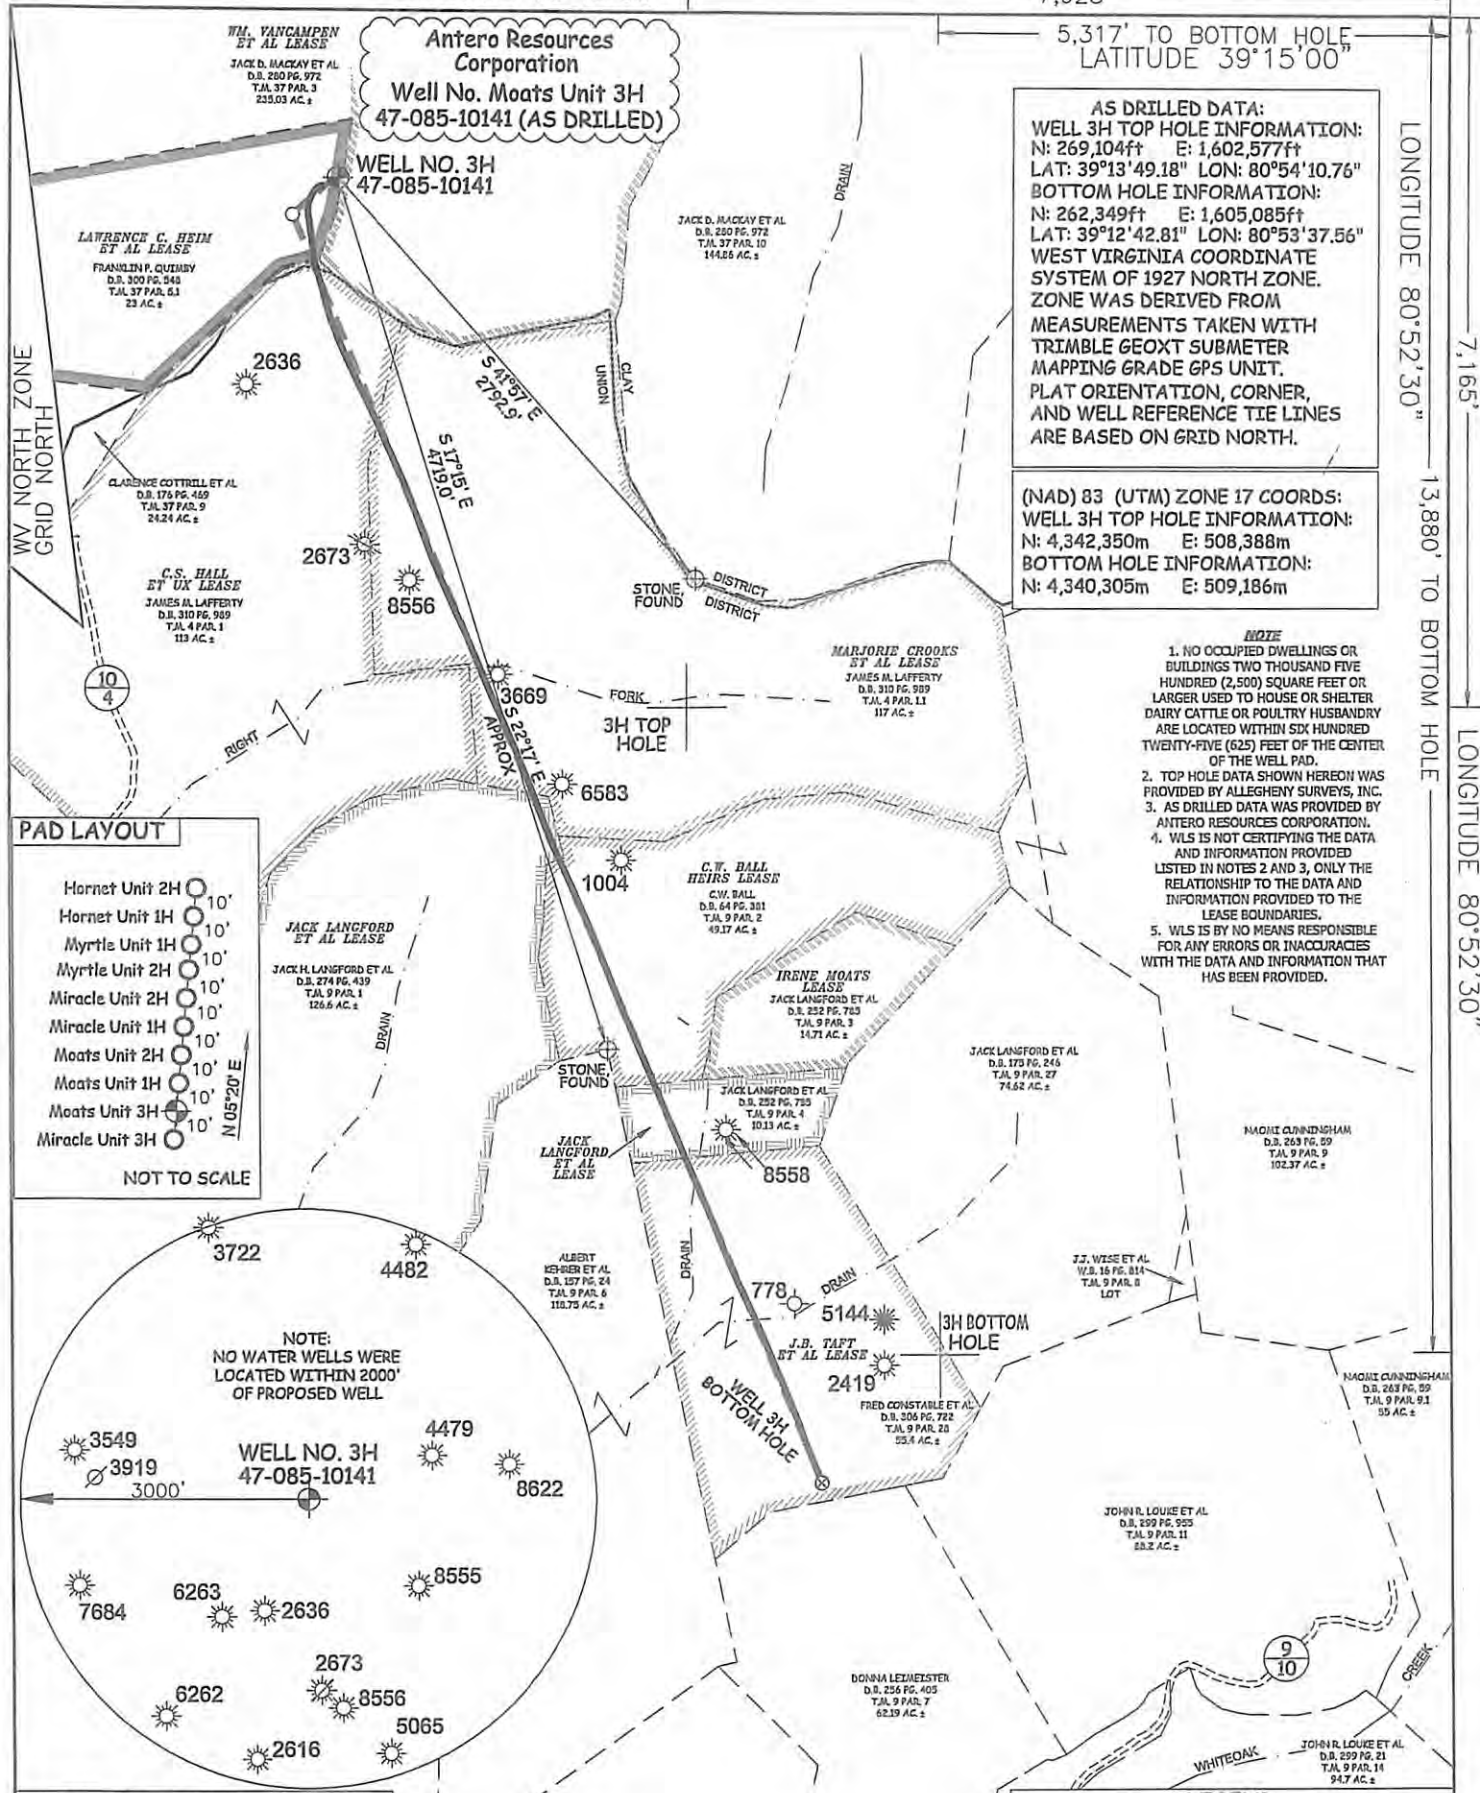 5,317' TO BOTTOM HOLE
LATITUDE 39°15'00"
WM. VANCAMPEN
ET AL LEASE
JACK D. MACKAY ET AL
D.B. 280 PG. 972
T.M. 37 PAR. 3
235.03 AC. ±
Antero Resources
Corporation
Well No. Moats Unit 3H
47-085-10141 (AS DRILLED)
WELL NO. 3H
47-085-10141
AS DRILLED DATA:
WELL 3H TOP HOLE INFORMATION:
N: 269,104ft E: 1,602,577ft
LAT: 39°13'49.18" LON: 80°54'10.76"
BOTTOM HOLE INFORMATION:
N: 262,349ft E: 1,605,085ft
LAT: 39°12'42.81" LON: 80°53'37.56"
WEST VIRGINIA COORDINATE
SYSTEM OF 1927 NORTH ZONE.
ZONE WAS DERIVED FROM
MEASUREMENTS TAKEN WITH
TRIMBLE GEOXT SUBMETER
MAPPING GRADE GPS UNIT.
PLAT ORIENTATION, CORNER,
AND WELL REFERENCE TIE LINES
ARE BASED ON GRID NORTH.
(NAD) 83 (UTM) ZONE 17 COORDS:
WELL 3H TOP HOLE INFORMATION:
N: 4,342,350m E: 508,388m
BOTTOM HOLE INFORMATION:
N: 4,340,305m E: 509,186m
LONGITUDE 80°52'30"
7,165'
13,880' TO BOTTOM HOLE
LONGITUDE 80°52'30"
DRAIN
JACK D. MACKAY ET AL
D.B. 280 PG. 972
T.M. 37 PAR. 10
144.86 AC. ±
LAWRENCE C. HEIM
ET AL LEASE
FRANKLIN P. QUIMBY
D.B. 300 PG. 548
T.M. 37 PAR. 6.1
23 AC. ±
WV NORTH ZONE
GRID NORTH
2636
S 41°57' E
2792.9'
S 17°15' E
4719.0'
CLAY
UNION
CLARENCE COTTRILL ET AL
D.B. 176 PG. 469
T.M. 37 PAR. 9
24.24 AC. ±
2673
8556
C.S. HALL
ET UX LEASE
JAMES M. LAFFERTY
D.B. 310 PG. 989
T.M. 4 PAR. 1
113 AC. ±
10
4
STONE,
FOUND
DISTRICT
DISTRICT
MARJORIE CROOKS
ET AL LEASE
JAMES M. LAFFERTY
D.B. 310 PG. 989
T.M. 4 PAR. 1.1
117 AC. ±
3669
FORK
3H TOP
HOLE
RIGHT
S 22°17' E
APPROX
6583
1004
NOTE
1. NO OCCUPIED DWELLINGS OR
BUILDINGS TWO THOUSAND FIVE
HUNDRED (2,500) SQUARE FEET OR
LARGER USED TO HOUSE OR SHELTER
DAIRY CATTLE OR POULTRY HUSBANDRY
ARE LOCATED WITHIN SIX HUNDRED
TWENTY-FIVE (625) FEET OF THE CENTER
OF THE WELL PAD.
2. TOP HOLE DATA SHOWN HEREON WAS
PROVIDED BY ALLEGHENY SURVEYS, INC.
3. AS DRILLED DATA WAS PROVIDED BY
ANTERO RESOURCES CORPORATION.
4. WLS IS NOT CERTIFYING THE DATA
AND INFORMATION PROVIDED
LISTED IN NOTES 2 AND 3, ONLY THE
RELATIONSHIP TO THE DATA AND
INFORMATION PROVIDED TO THE
LEASE BOUNDARIES.
5. WLS IS BY NO MEANS RESPONSIBLE
FOR ANY ERRORS OR INACCURACIES
WITH THE DATA AND INFORMATION THAT
HAS BEEN PROVIDED.
PAD LAYOUT
Hornet Unit 2H
10'
Hornet Unit 1H
10'
Myrtle Unit 1H
10'
Myrtle Unit 2H
10'
Miracle Unit 2H
10'
Miracle Unit 1H
10'
Moats Unit 2H
10'
Moats Unit 1H
10'
Moats Unit 3H
10'
Miracle Unit 3H
N 05°20' E
NOT TO SCALE
C.W. BALL
HEIRS LEASE
C.W. BALL
D.B. 64 PG. 381
T.M. 9 PAR. 2
49.17 AC. ±
JACK LANGFORD
ET AL LEASE
JACK H. LANGFORD ET AL
D.B. 274 PG. 439
T.M. 9 PAR. 1
126.6 AC. ±
DRAIN
IRENE MOATS
LEASE
JACK LANGFORD ET AL
D.B. 252 PG. 785
T.M. 9 PAR. 3
14.71 AC. ±
STONE,
FOUND
JACK LANGFORD ET AL
D.B. 252 PG. 785
T.M. 9 PAR. 4
10.13 AC. ±
JACK LANGFORD ET AL
D.B. 175 PG. 246
T.M. 9 PAR. 27
74.62 AC. ±
JACK
LANGFORD
ET AL
LEASE
8558
NAOMI CUNNINGHAM
D.B. 263 PG. 59
T.M. 9 PAR. 9
102.37 AC. ±
3722
4482
ALBERT
KEHRER ET AL
D.B. 157 PG. 24
T.M. 9 PAR. 6
118.75 AC. ±
DRAIN
778
DRAIN
5144
J.B. TAFT
ET AL LEASE
2419
3H BOTTOM
HOLE
J.J. WISE ET AL
W.B. 16 PG. 814
T.M. 9 PAR. 8
LOT
FRED CONSTABLE ET AL
D.B. 306 PG. 722
T.M. 9 PAR. 28
55.4 AC. ±
WELL 3H
BOTTOM HOLE
NAOMI CUNNINGHAM
D.B. 263 PG. 59
T.M. 9 PAR. 9.1
55 AC. ±
NOTE:
NO WATER WELLS WERE
LOCATED WITHIN 2000'
OF PROPOSED WELL
3549
3919
3000'
WELL NO. 3H
47-085-10141
4479
8622
7684
6263
2636
8555
2673
8556
6262
5065
2616
JOHN R. LOUKE ET AL
D.B. 299 PG. 955
T.M. 9 PAR. 11
88.2 AC. ±
9
10
CREEK
DONNA LEIMEISTER
D.B. 256 PG. 405
T.M. 9 PAR. 7
62.19 AC. ±
WHITEOAK
JOHN R. LOUKE ET AL
D.B. 299 PG. 21
T.M. 9 PAR. 14
94.7 AC. ±